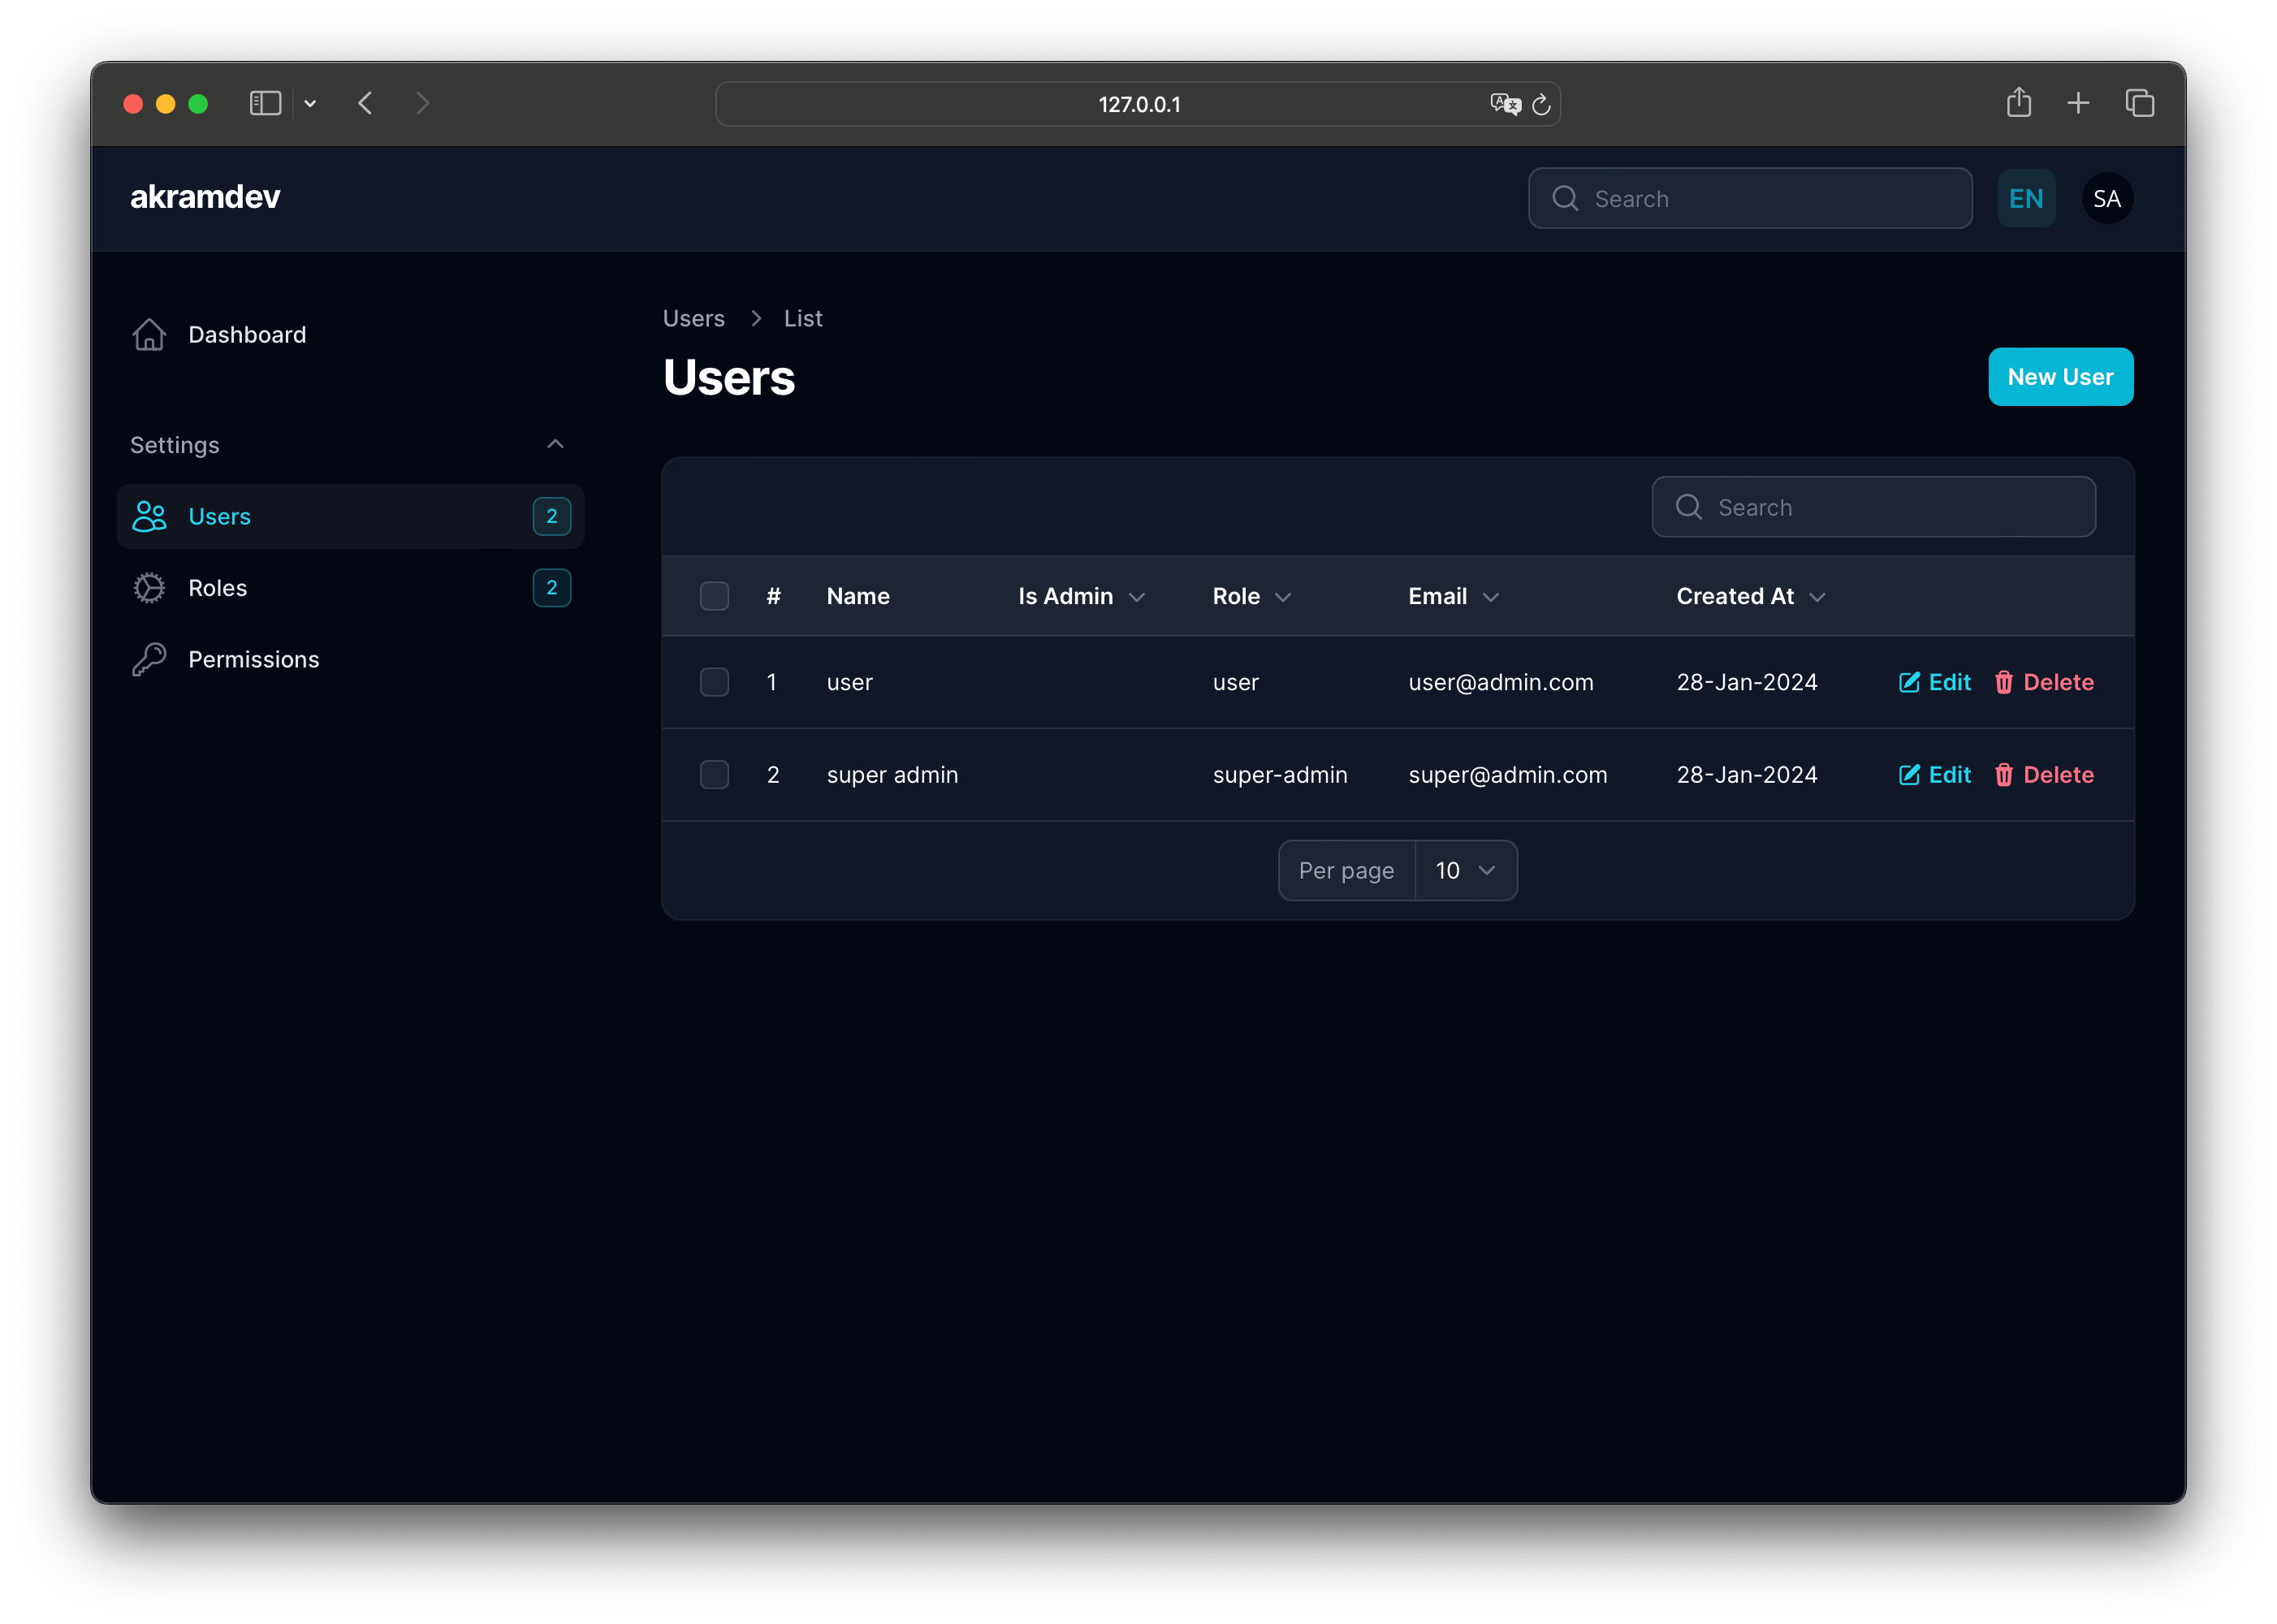 127.0.0.1
akramdev
Search
EN
SA
Dashboard
Settings
Users 2
Roles 2
Permissions
Users > List
Users
New User
Search
# Name Is Admin Role Email Created At
1 user user user@admin.com 28-Jan-2024 Edit Delete
2 super admin super-admin super@admin.com 28-Jan-2024 Edit Delete
Per page 10